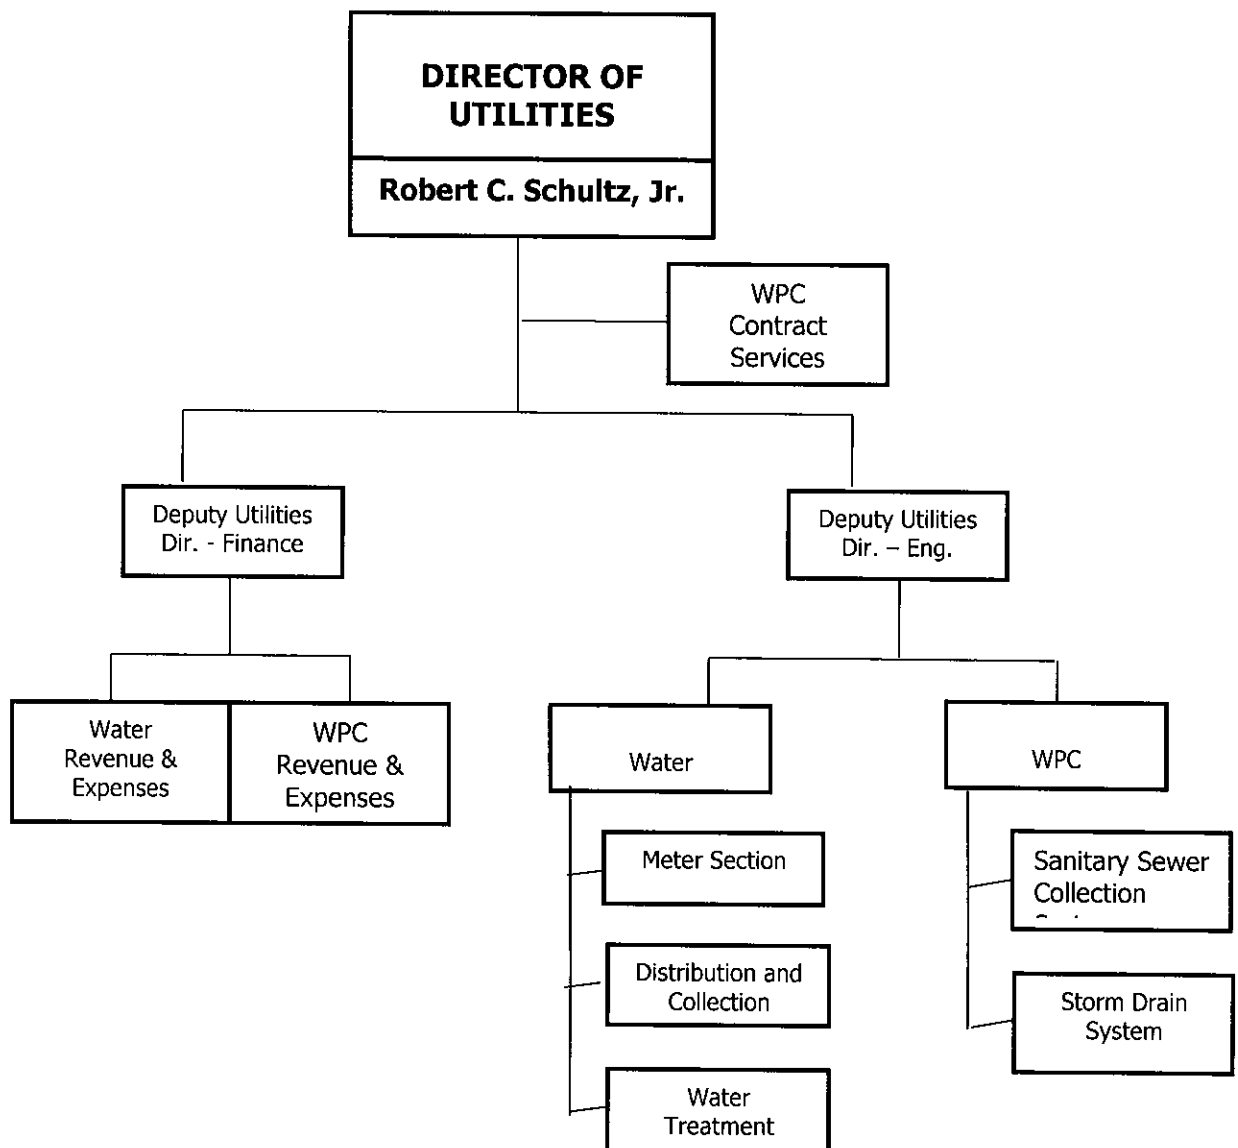 DIRECTOR OF
UTILITIES
Robert C. Schultz, Jr.
WPC
Contract
Services
Deputy Utilities
Dir. - Finance
Deputy Utilities
Dir. – Eng.
Water
Revenue &
Expenses
WPC
Revenue &
Expenses
Water
WPC
Meter Section
Distribution and
Collection
Water
Treatment
Sanitary Sewer
Collection
Storm Drain
System